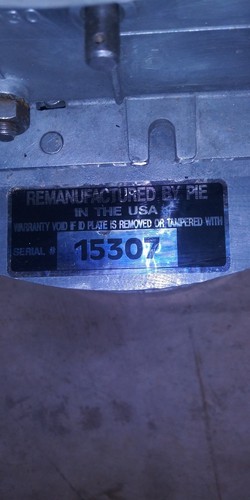 REMANUFACTURED BY PIE
IN THE USA
WARRANTY VOID IF ID PLATE IS REMOVED OR TAMPERED WITH
SERIAL # 15307